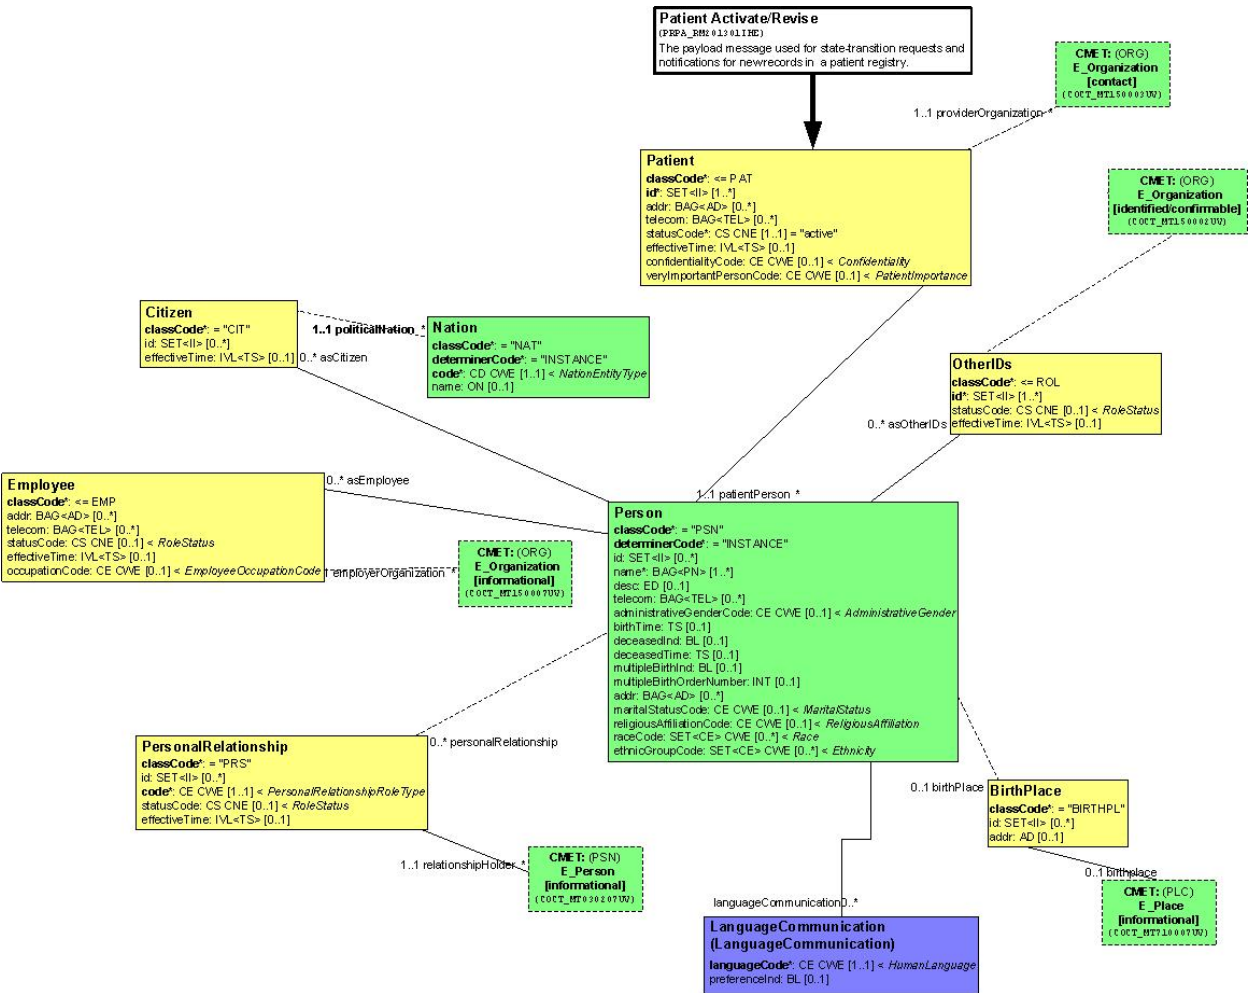 Patient Activate/Revise
(PRPA_RM201301IHE)
The payload message used for state-transition requests and
notifications for newrecords in a patient registry.
CMET: (ORG)
E_Organization
[contact]
(COCT_MT150003UV)
1..1 providerOrganization *
Patient
classCode*: <= PAT
id*: SET<II> [1..*]
addr: BAG<AD> [0..*]
telecom: BAG<TEL> [0..*]
statusCode*: CS CNE [1..1] = "active"
effectiveTime: IVL<TS> [0..1]
confidentialityCode: CE CWE [0..1] < Confidentiality
veryImportantPersonCode: CE CWE [0..1] < PatientImportance
CMET: (ORG)
E_Organization
[identified/confirmable]
(COCT_MT150002UV)
Citizen
classCode*: = "CIT"
id: SET<II> [0..*]
effectiveTime: IVL<TS> [0..1]
0..* asCitizen
1..1 politicalNation *
Nation
classCode*: = "NAT"
determinerCode*: = "INSTANCE"
code*: CD CWE [1..1] < NationEntityType
name: ON [0..1]
OtherIDs
classCode*: <= ROL
id*: SET<II> [1..*]
statusCode: CS CNE [0..1] < RoleStatus
effectiveTime: IVL<TS> [0..1]
0..* asOtherIDs
Employee
classCode*: <= EMP
addr: BAG<AD> [0..*]
telecom: BAG<TEL> [0..*]
statusCode: CS CNE [0..1] < RoleStatus
effectiveTime: IVL<TS> [0..1]
occupationCode: CE CWE [0..1] < EmployeeOccupationCode
0..* asEmployee
1 employerOrganization *
CMET: (ORG)
E_Organization
[informational]
(COCT_MT150007UV)
1..1 patientPerson *
Person
classCode*: = "PSN"
determinerCode*: = "INSTANCE"
id: SET<II> [0..*]
name*: BAG<PN> [1..*]
desc: ED [0..1]
telecom: BAG<TEL> [0..*]
administrativeGenderCode: CE CWE [0..1] < AdministrativeGender
birthTime: TS [0..1]
deceasedInd: BL [0..1]
deceasedTime: TS [0..1]
multipleBirthInd: BL [0..1]
multipleBirthOrderNumber: INT [0..1]
addr: BAG<AD> [0..*]
maritalStatusCode: CE CWE [0..1] < MaritalStatus
religiousAffiliationCode: CE CWE [0..1] < ReligiousAffiliation
raceCode: SET<CE> CWE [0..*] < Race
ethnicGroupCode: SET<CE> CWE [0..*] < Ethnicity
PersonalRelationship
classCode*: = "PRS"
id: SET<II> [0..*]
code*: CE CWE [1..1] < PersonalRelationshipRoleType
statusCode: CS CNE [0..1] < RoleStatus
effectiveTime: IVL<TS> [0..1]
0..* personalRelationship
1..1 relationshipHolder *
CMET: (PSN)
E_Person
[informational]
(COCT_MT030207UV)
0..1 birthPlace
BirthPlace
classCode*: = "BIRTHPL"
id: SET<II> [0..*]
addr: AD [0..1]
0..1 birthplace
CMET: (PLC)
E_Place
[informational]
(COCT_MT710007UV)
languageCommunication 0..*
LanguageCommunication
(LanguageCommunication)
languageCode*: CE CWE [1..1] < HumanLanguage
preferenceInd: BL [0..1]